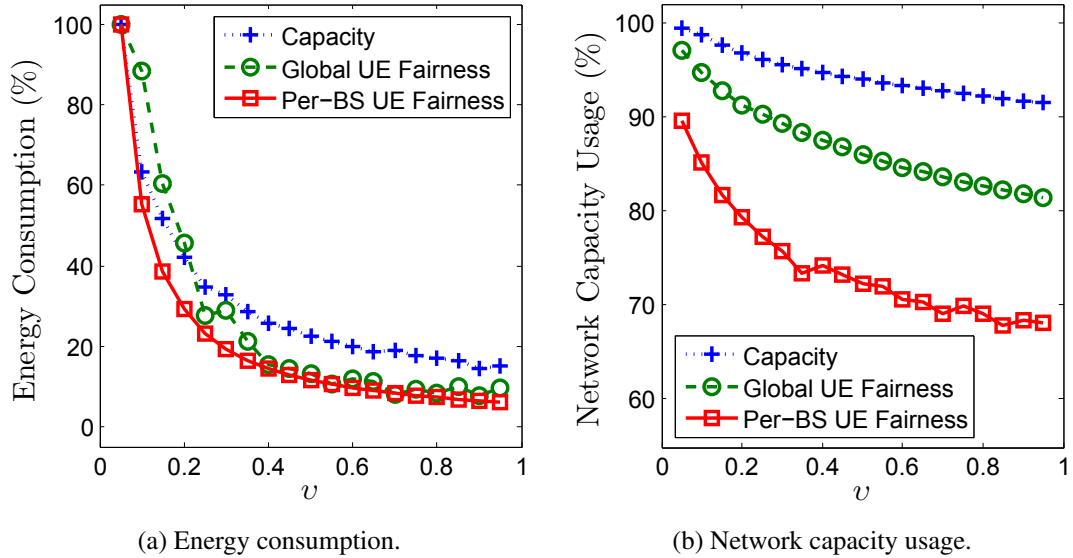 100
80
60
40
20
0
Energy Consumption (%)
Capacity
Global UE Fairness
Per−BS UE Fairness
0
0.2
0.4
0.6
0.8
1
υ
(a) Energy consumption.
100
90
80
70
60
Network Capacity Usage (%)
Capacity
Global UE Fairness
Per−BS UE Fairness
0
0.2
0.4
0.6
0.8
1
υ
(b) Network capacity usage.